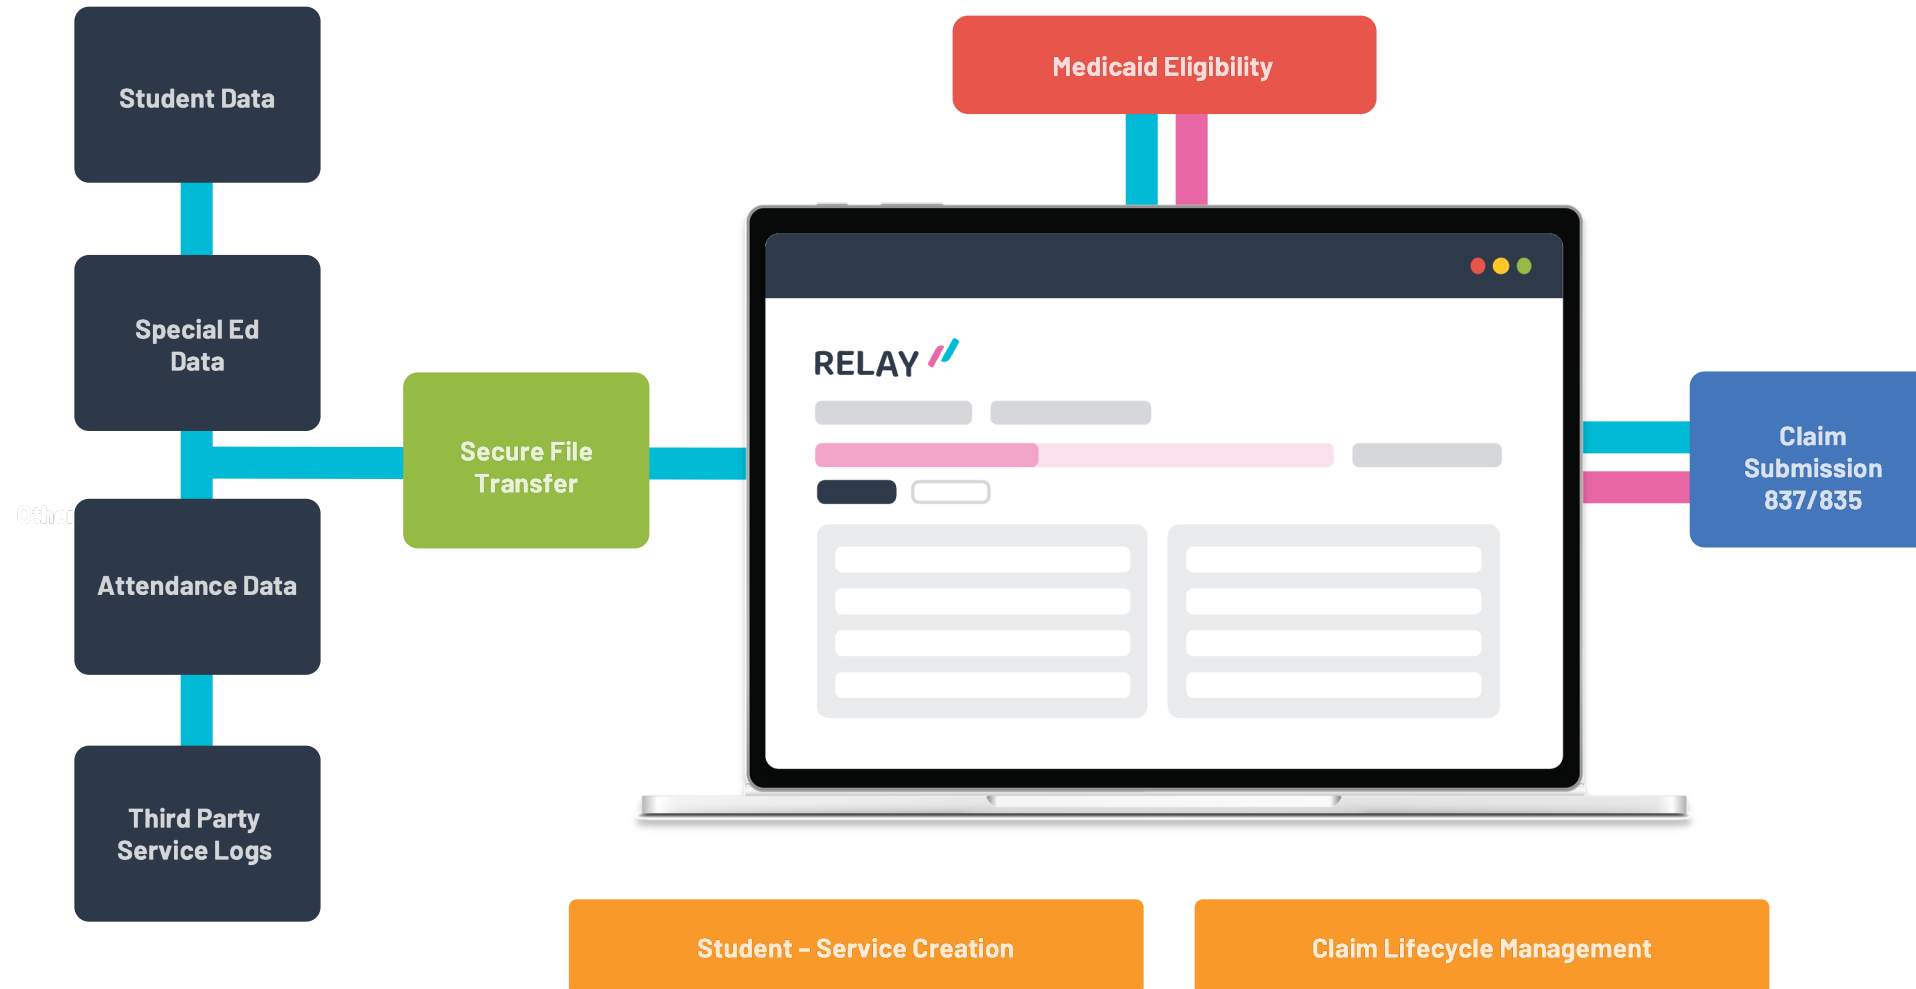 Student Data
Medicaid Eligibility
Special Ed
Data
RELAY
Secure File
Transfer
Claim
Submission
837/835
Other
Attendance Data
Third Party
Service Logs
Student – Service Creation
Claim Lifecycle Management